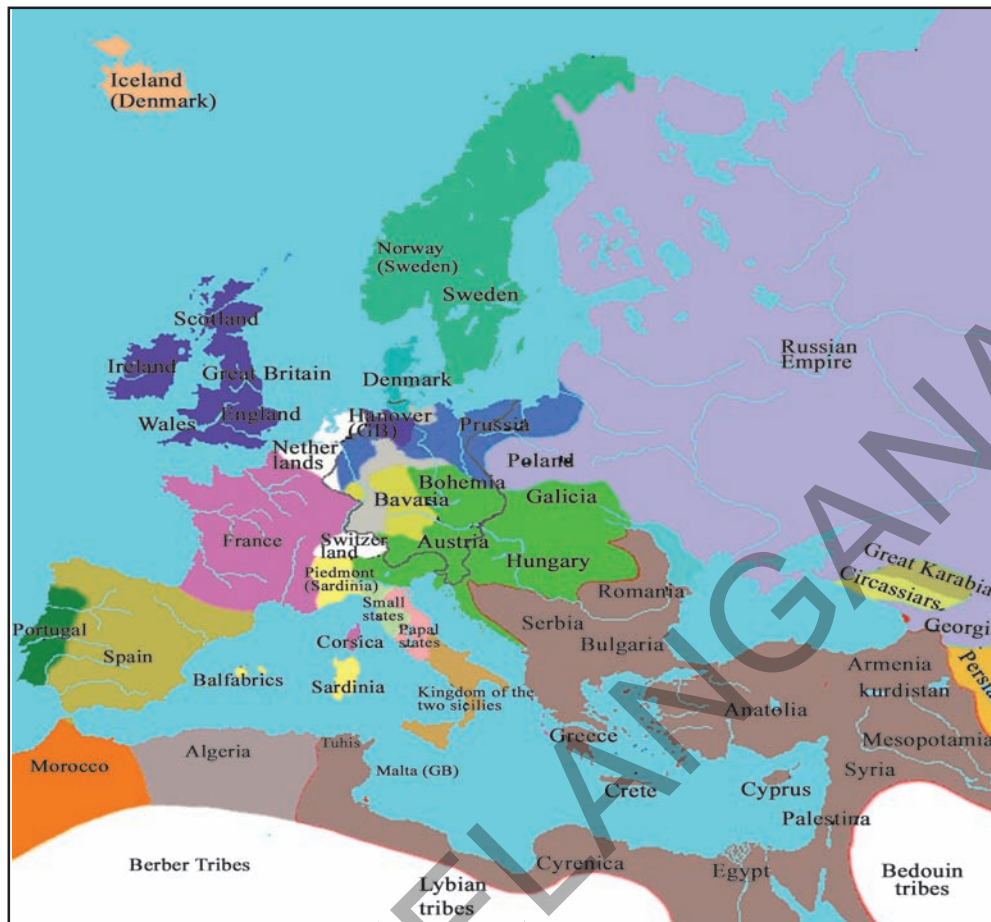 Iceland
(Denmark)
Norway
(Sweden)
Sweden
Scotland
Ireland
Great Britain
Denmark
Russian
Empire
Wales
England
Hanover
(GB)
Prussia
Nether
lands
Poland
Bohemia
Bavaria
Galicia
France
Switzer
land
Austria
Hungary
Great Karabia
Circassiars.
Piedmont
(Sardinia)
Romania
Small
states
Serbia
Georgi
Portugal
Corsica
Papal
states
Bulgaria
Spain
Persia
Armenia
Balfabrics
Sardinia
Kingdom of the
two sicilies
kurdistan
Anatolia
Greece
Mesopotamia
Algeria
Tuhis
Morocco
Malta (GB)
Syria
Crete
Cyprus
Palestina
Berber Tribes
Cyrenica
Egypt
Bedouin
tribes
Lybian
tribes
ELANGANA